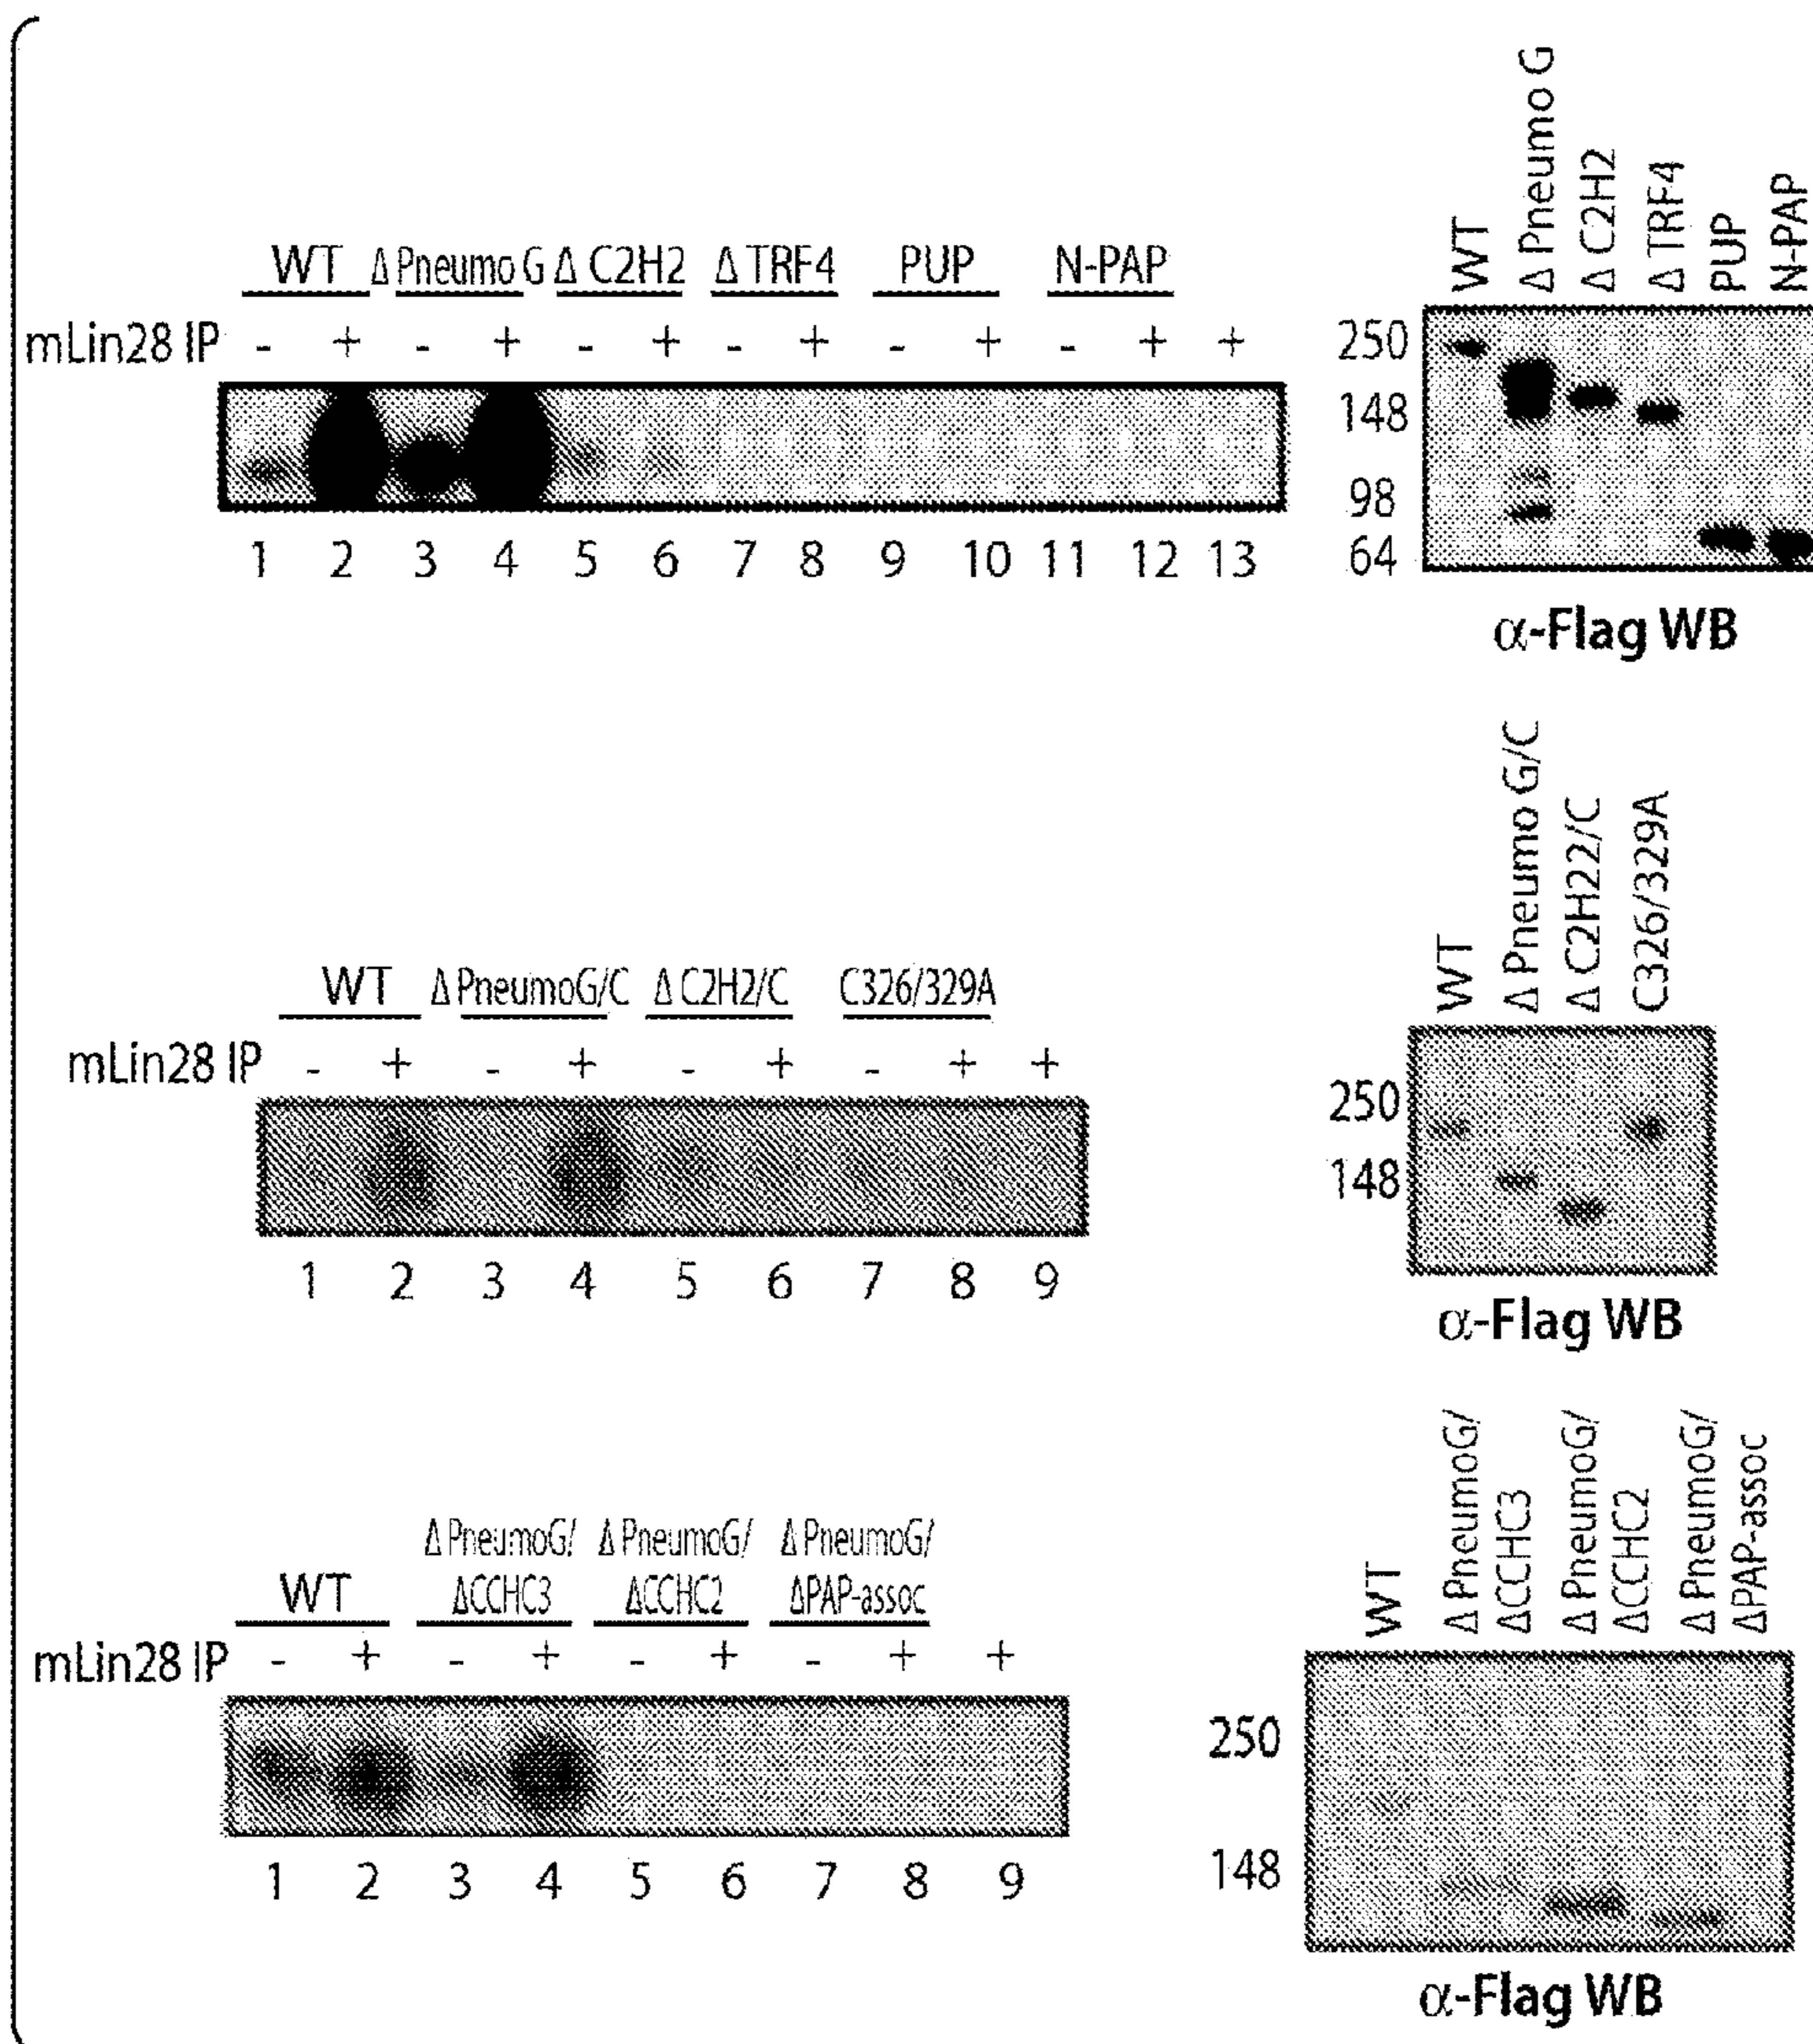 WT Δ Pneumo G Δ C2H2 Δ TRF4 PUP N-PAP
mLin28 IP - + - + - + - + - + - + +
1 2 3 4 5 6 7 8 9 10 11 12 13
WT
Δ Pneumo G
Δ C2H2
Δ TRF4
PUP
N-PAP
250
148
98
64
α-Flag WB
WT Δ PneumoG/C Δ C2H2/C C326/329A
mLin28 IP - + - + - + - + +
1 2 3 4 5 6 7 8 9
WT
Δ Pneumo G/C
Δ C2H22/C
C326/329A
250
148
α-Flag WB
Δ PneumoG/ Δ PneumoG/ Δ PneumoG/
WT ΔCCHC3 ΔCCHC2 ΔPAP-assoc
mLin28 IP - + - + - + - + +
1 2 3 4 5 6 7 8 9
WT
Δ PneumoG/
ΔCCHC3
Δ PneumoG/
ΔCCHC2
Δ PneumoG/
ΔPAP-assoc
250
148
α-Flag WB